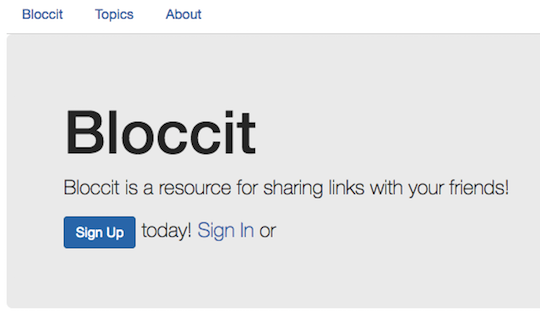 Bloccit Topics About
Bloccit
Bloccit is a resource for sharing links with your friends!
Sign Up today! Sign In or